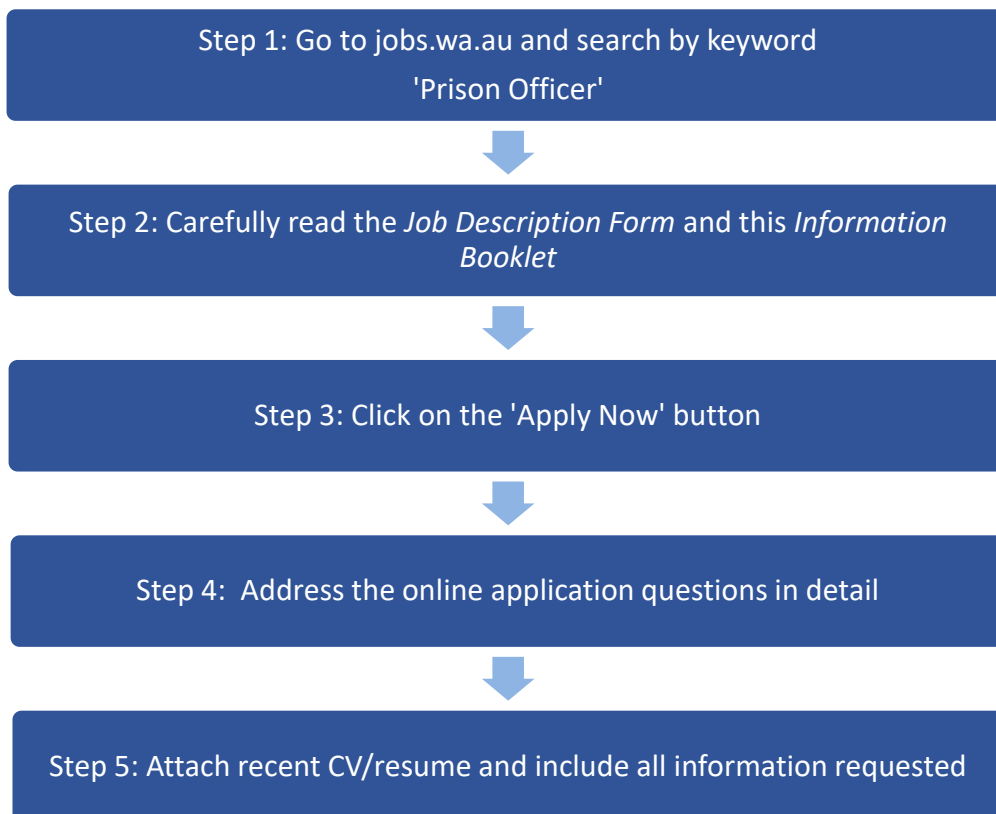 Step 1: Go to jobs.wa.au and search by keyword
'Prison Officer'
Step 2: Carefully read the Job Description Form and this Information
Booklet
Step 3: Click on the 'Apply Now' button
Step 4:  Address the online application questions in detail
Step 5: Attach recent CV/resume and include all information requested